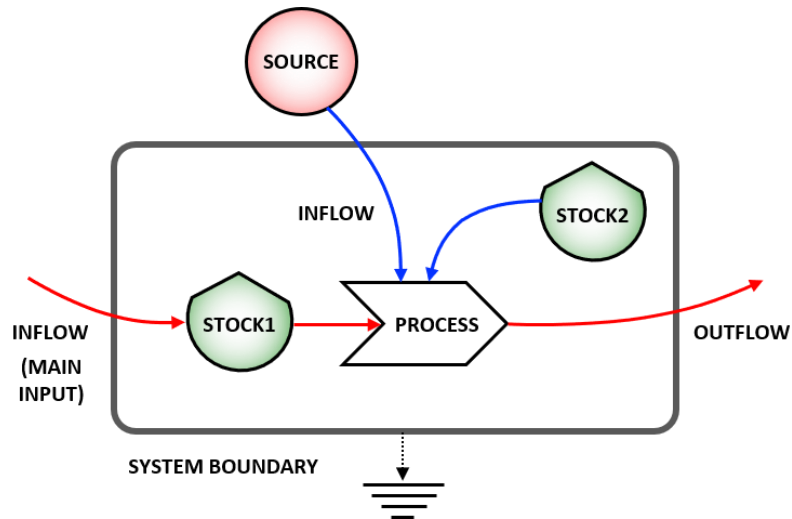 SOURCE
INFLOW
STOCK2
STOCK1
PROCESS
INFLOW
(MAIN
INPUT)
OUTFLOW
SYSTEM BOUNDARY